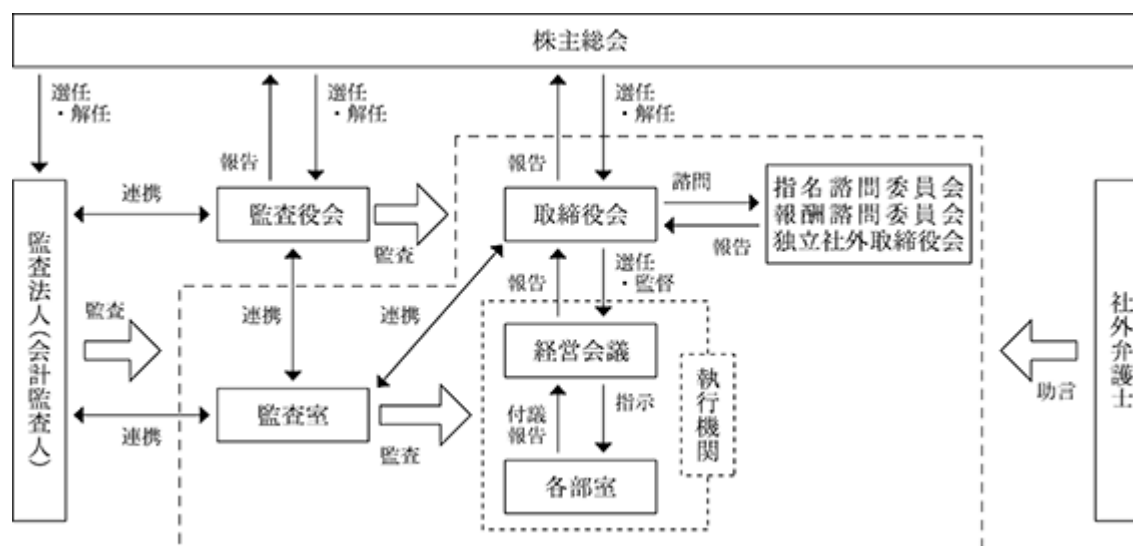 株主総会
選任
・解任
報告
選任
・解任
報告
選任
・解任
監査法人(会計監査人)
連携
監査役会
監査
取締役会
諮問
報告
指名諮問委員会
報酬諮問委員会
独立社外取締役会
監査
連携
連携
報告
選任
・監督
経営会議
執行機関
社外弁護士
助言
連携
監査室
監査
付議
報告
指示
各部室